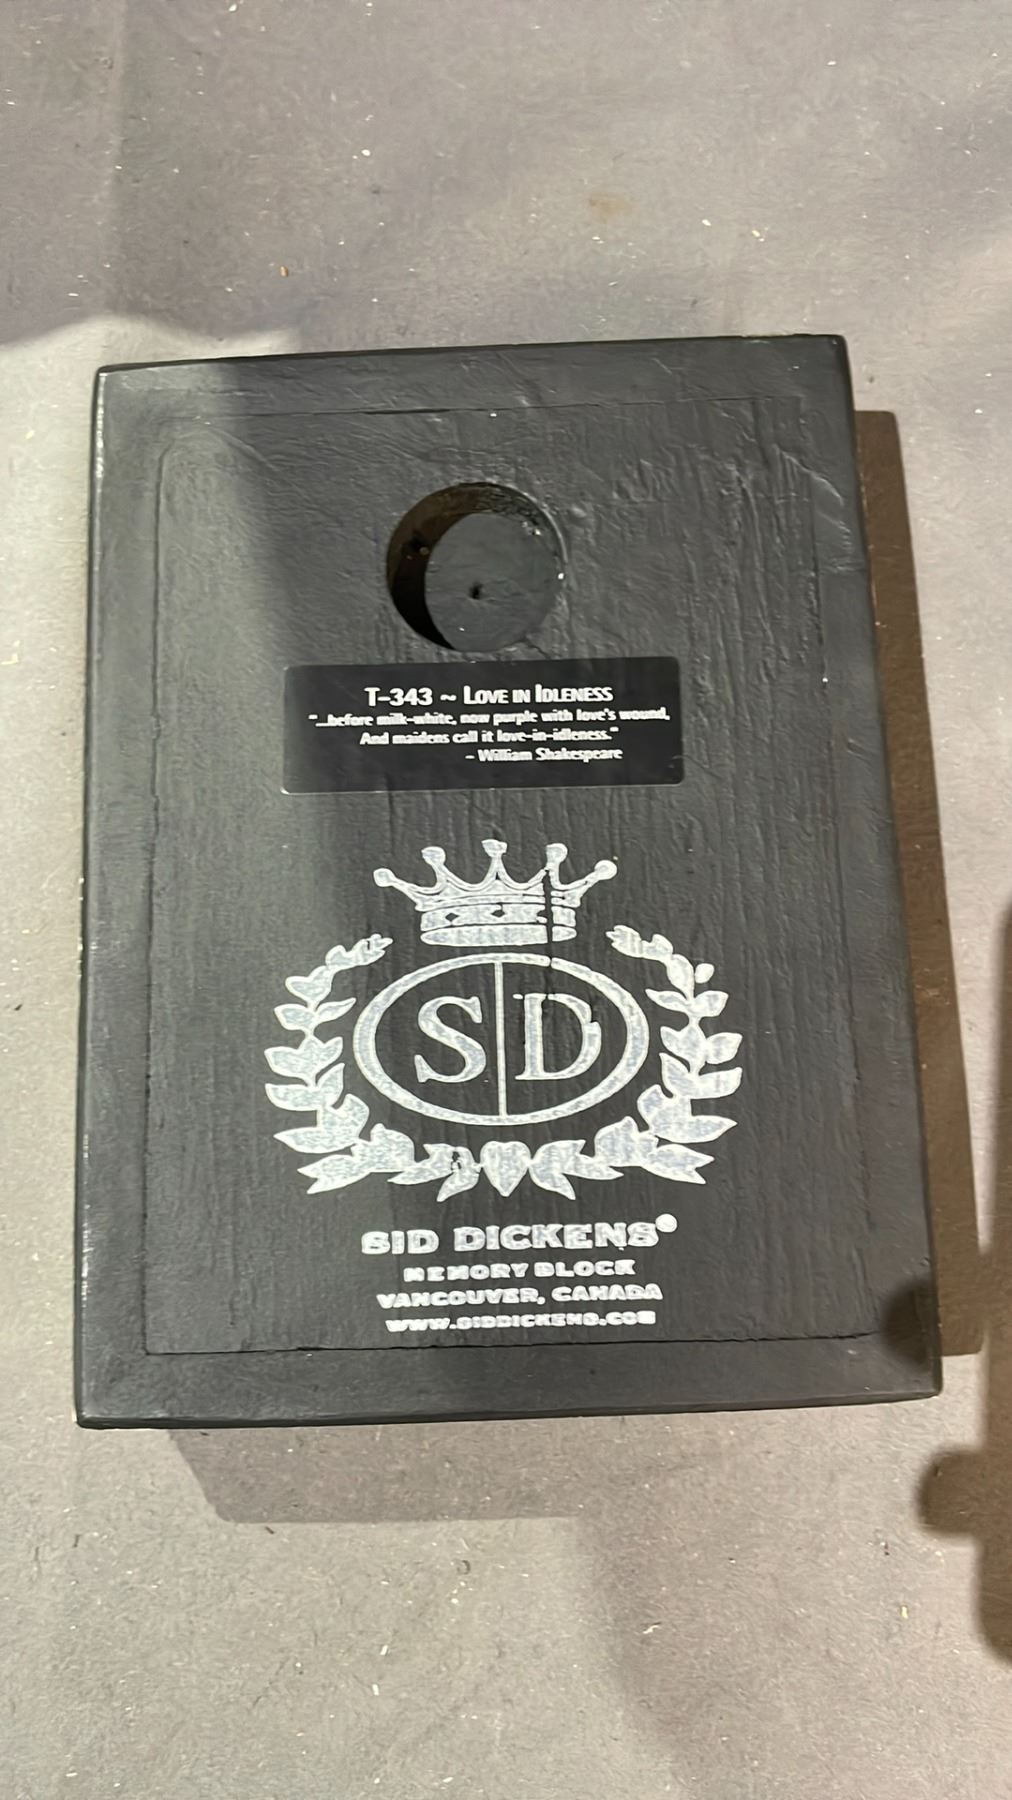 T-343 ~ LOVE IN IDLENESS
"...before milk-white, now purple with love's wound,
And maidens call it love-in-idleness."
- William Shakespeare
S D
SID DICKENS®
MEMORY BLOCK
VANCOUVER, CANADA
WWW.SIDDICKENS.COM